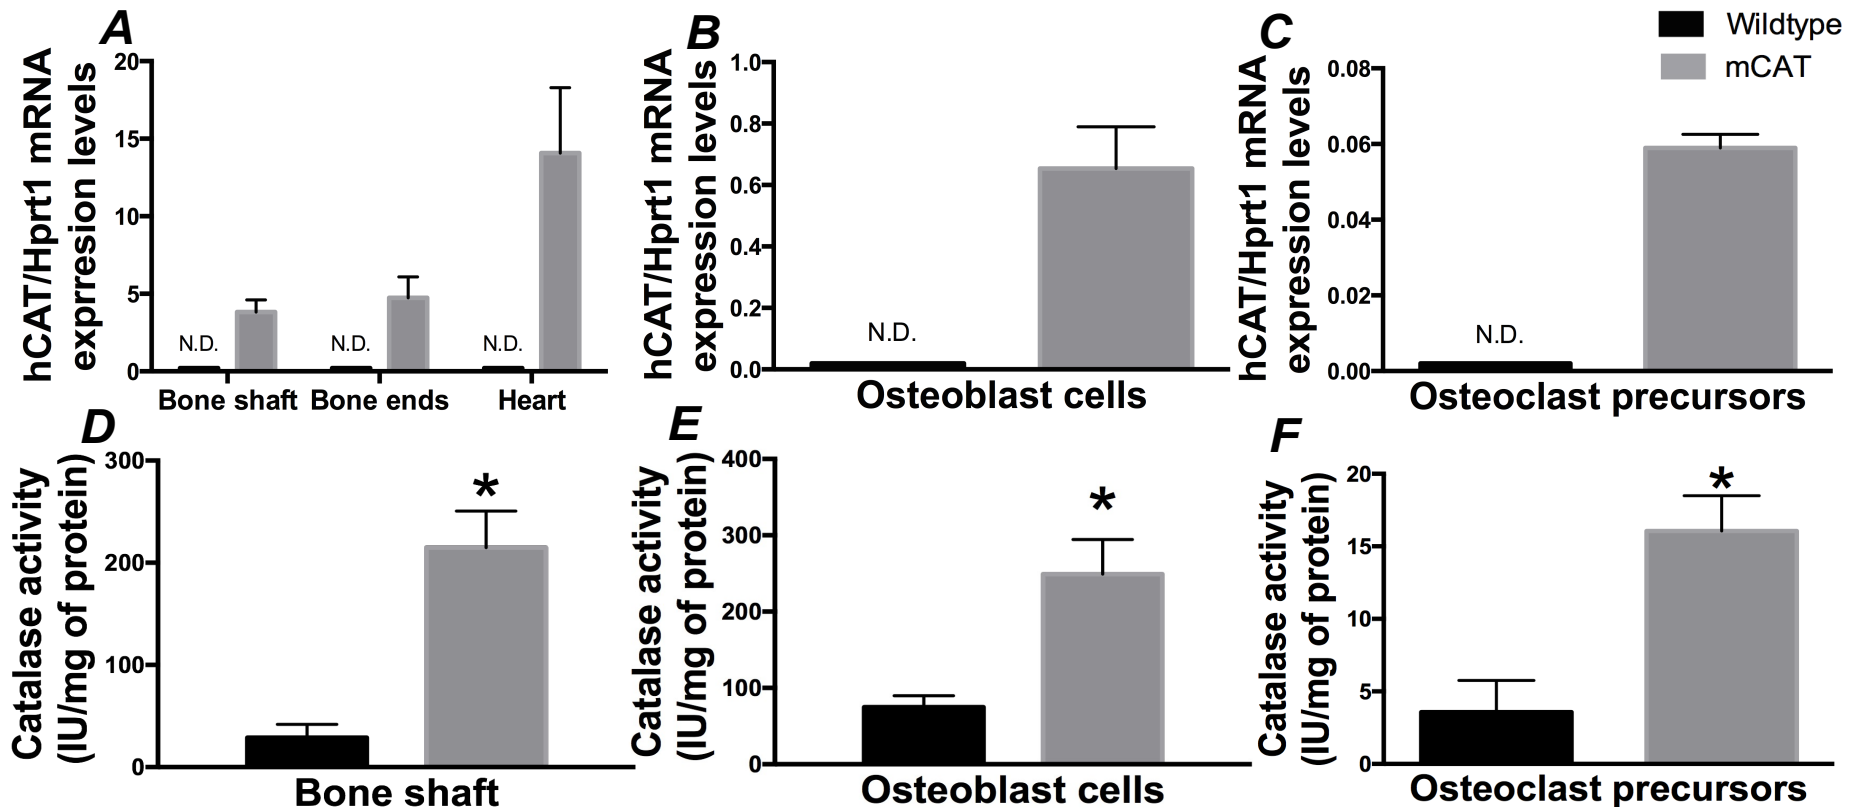 A
hCAT/Hprt1 mRNA
exprresion levels
20
15
10
5
0
N.D.
N.D.
N.D.
Bone shaft
Bone ends
Heart
B
hCAT/Hprt1 mRNA
expression levels
1.0
0.8
0.6
0.4
0.2
0.0
N.D.
Osteoblast cells
C
hCAT/Hprt1 mRNA
expression levels
0.08
0.06
0.04
0.02
0.00
N.D.
Osteoclast precursors
Wildtype
mCAT
D
Catalase activity
(IU/mg of protein)
300
200
100
0
*
Bone shaft
E
Catalase activity
(IU/mg of protein)
400
300
200
100
0
*
Osteoblast cells
F
Catalase activity
(IU/mg of protein)
20
15
10
5
0
*
Osteoclast precursors